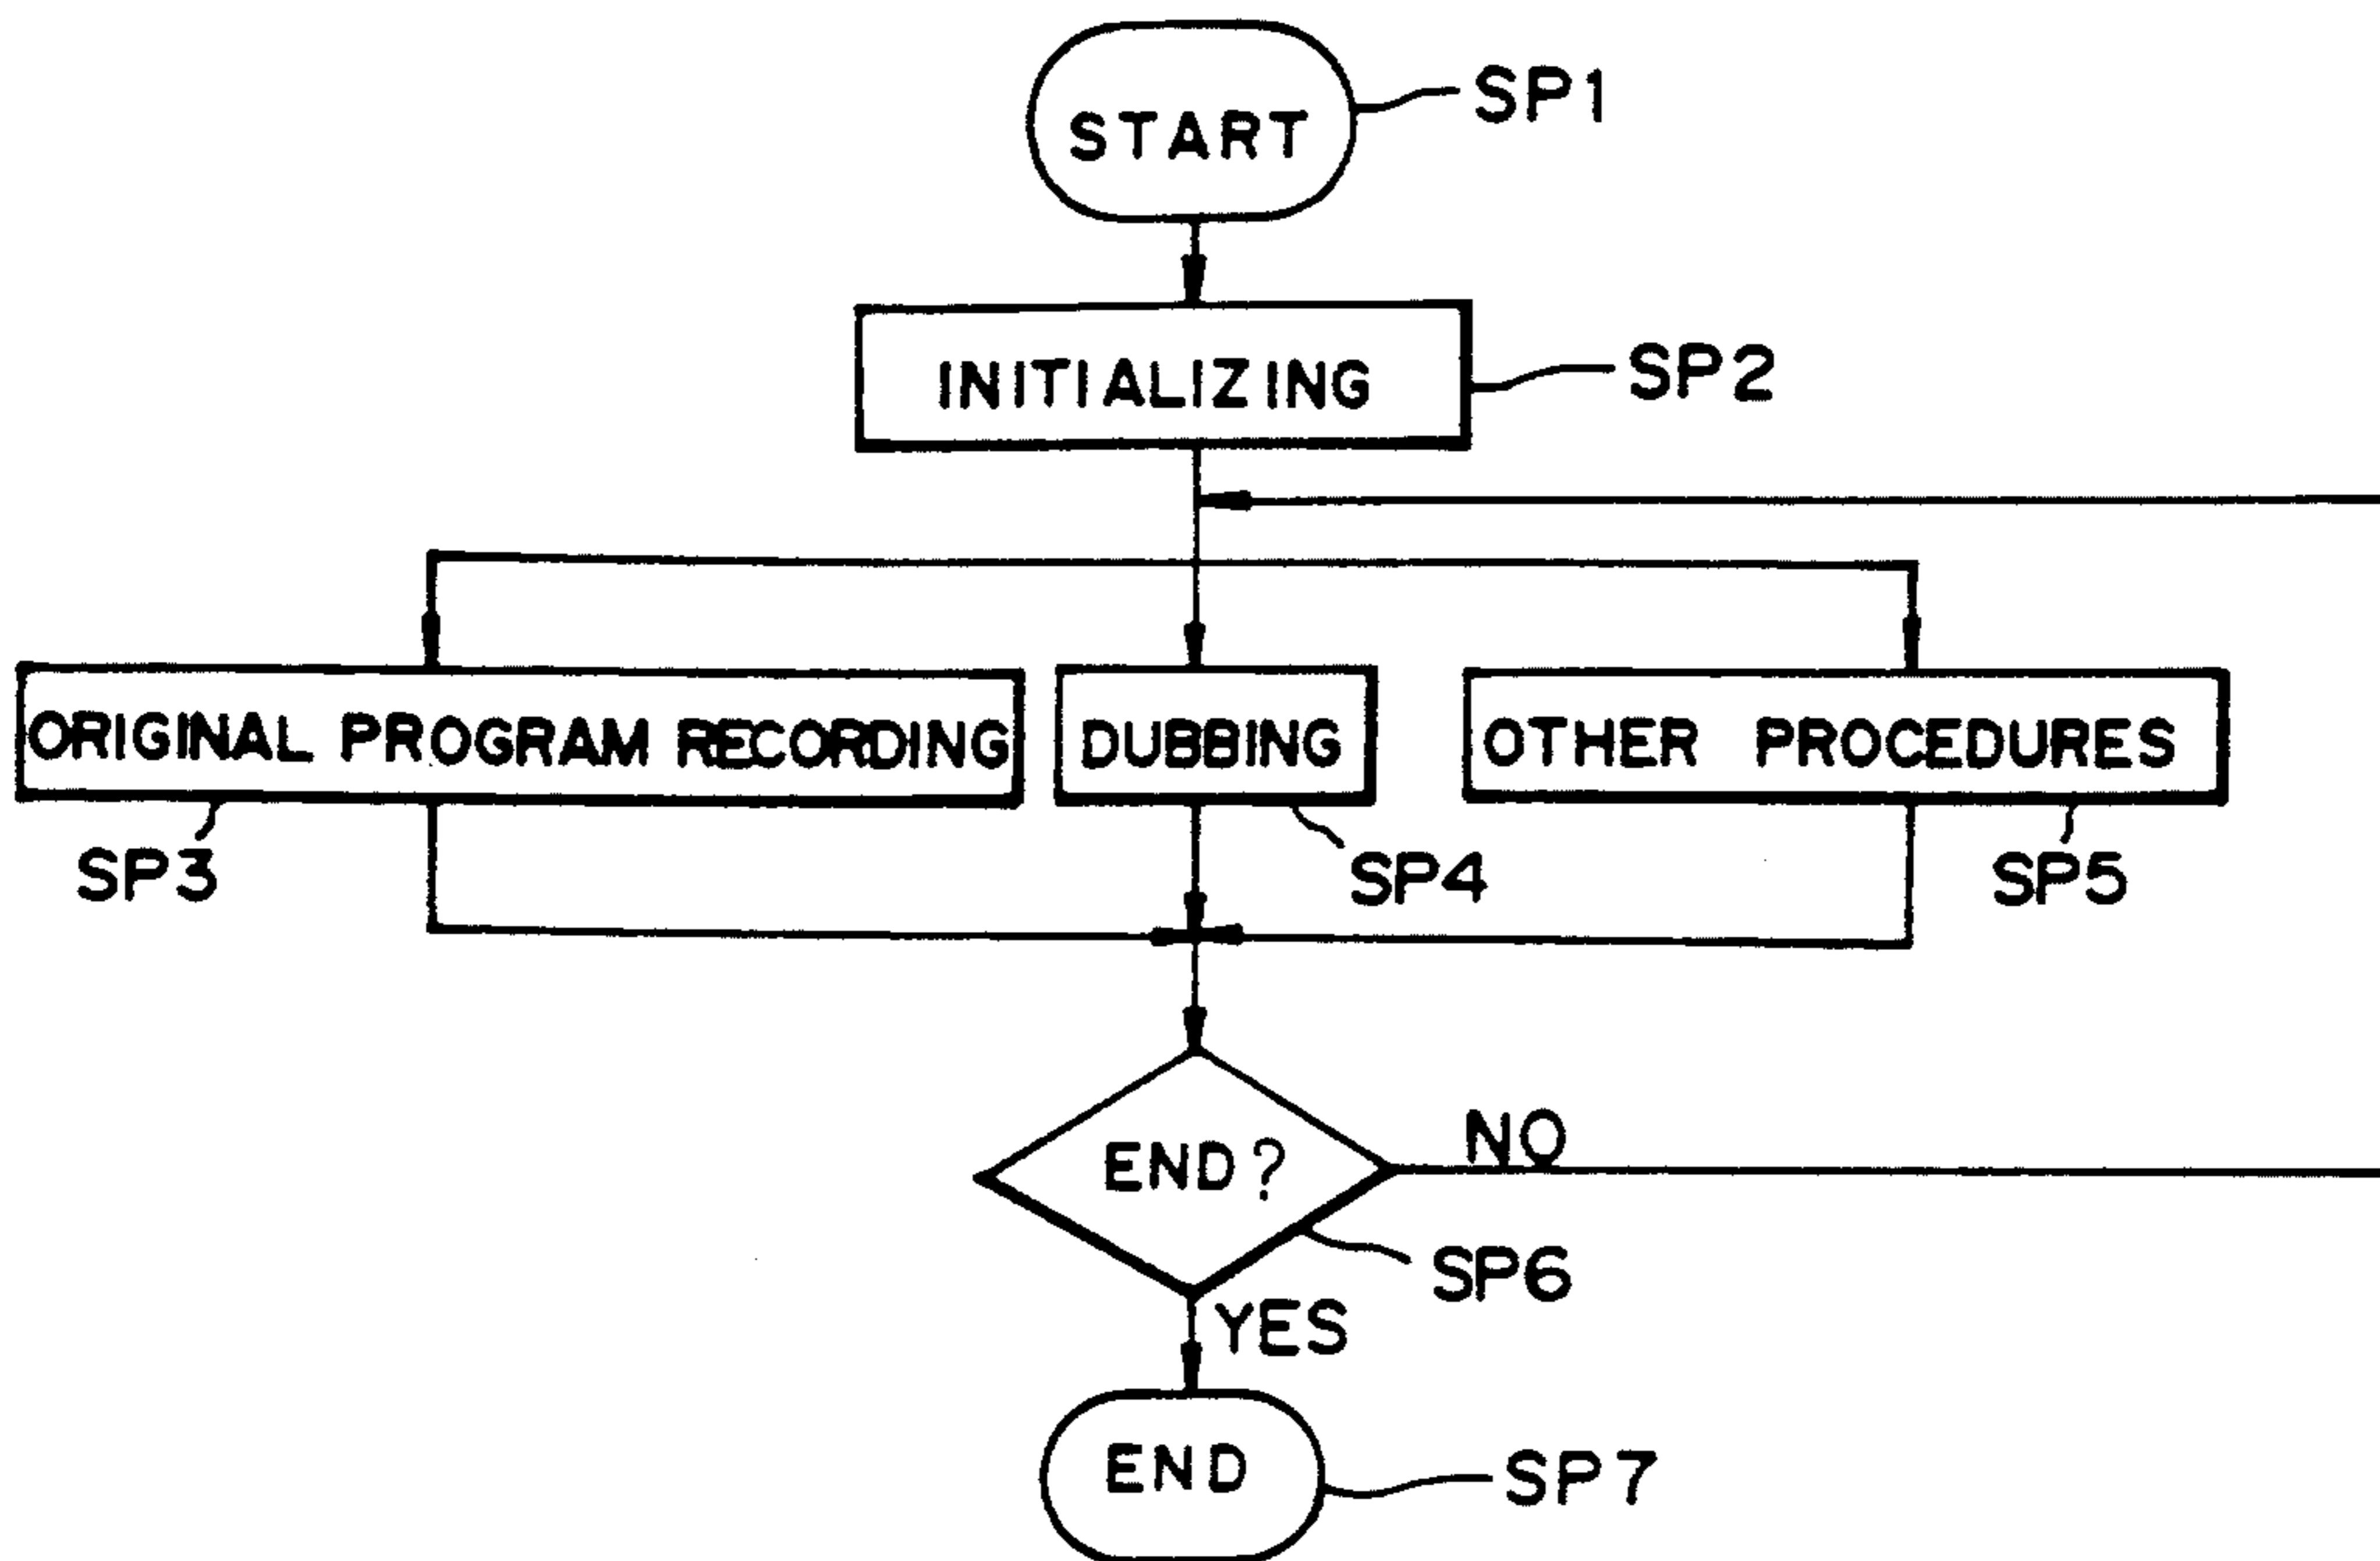 START
SP1
INITIALIZING
SP2
ORIGINAL PROGRAM RECORDING
DUBBING
OTHER PROCEDURES
SP3
SP4
SP5
END?
NO
SP6
YES
END
SP7